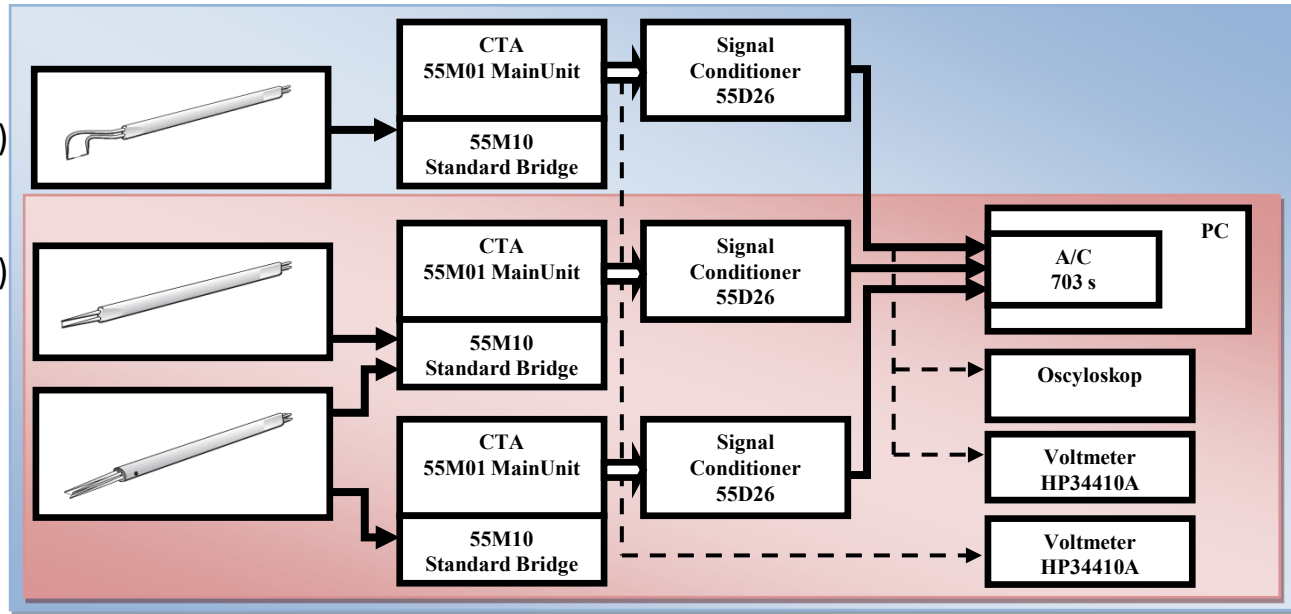 CTA
55M01 MainUnit
55M10
Standard Bridge
Signal
Conditioner
55D26
)
CTA
55M01 MainUnit
55M10
Standard Bridge
Signal
Conditioner
55D26
)
CTA
55M01 MainUnit
55M10
Standard Bridge
Signal
Conditioner
55D26
PC
A/C
703 s
Oscyloskop
Voltmeter
HP34410A
Voltmeter
HP34410A